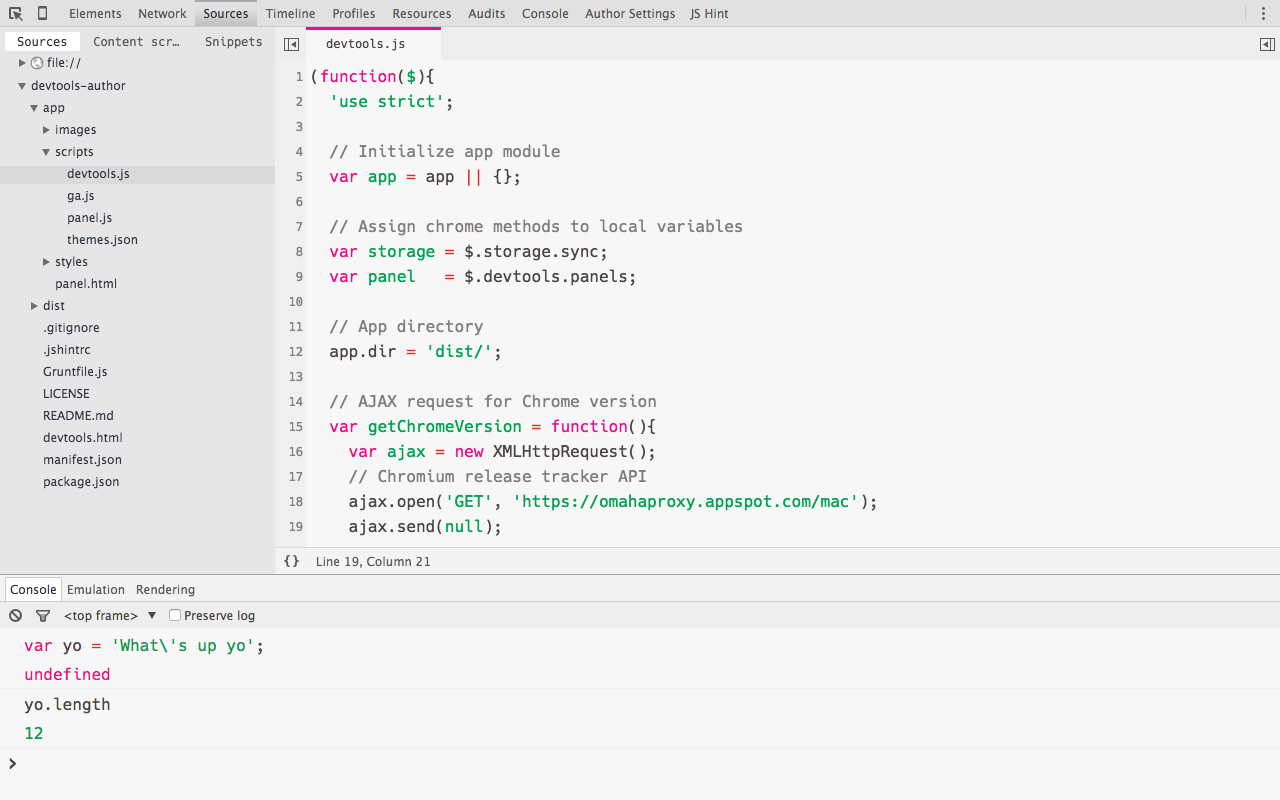 Elements Network Sources Timeline Profiles Resources Audits Console Author Settings JS Hint
Sources Content scr… Snippets
file://
devtools-author
app
images
scripts
devtools.js
ga.js
panel.js
themes.json
styles
panel.html
dist
.gitignore
.jshintrc
Gruntfile.js
LICENSE
README.md
devtools.html
manifest.json
package.json
devtools.js
1 (function($){
2   'use strict';
3
4   // Initialize app module
5   var app = app || {};
6
7   // Assign chrome methods to local variables
8   var storage = $.storage.sync;
9   var panel   = $.devtools.panels;
10
11   // App directory
12   app.dir = 'dist/';
13
14   // AJAX request for Chrome version
15   var getChromeVersion = function(){
16     var ajax = new XMLHttpRequest();
17     // Chromium release tracker API
18     ajax.open('GET', 'https://omahaproxy.appspot.com/mac');
19     ajax.send(null);
{} Line 19, Column 21
Console Emulation Rendering
<top frame> ▼ Preserve log
var yo = 'What\'s up yo';
undefined
yo.length
12
>